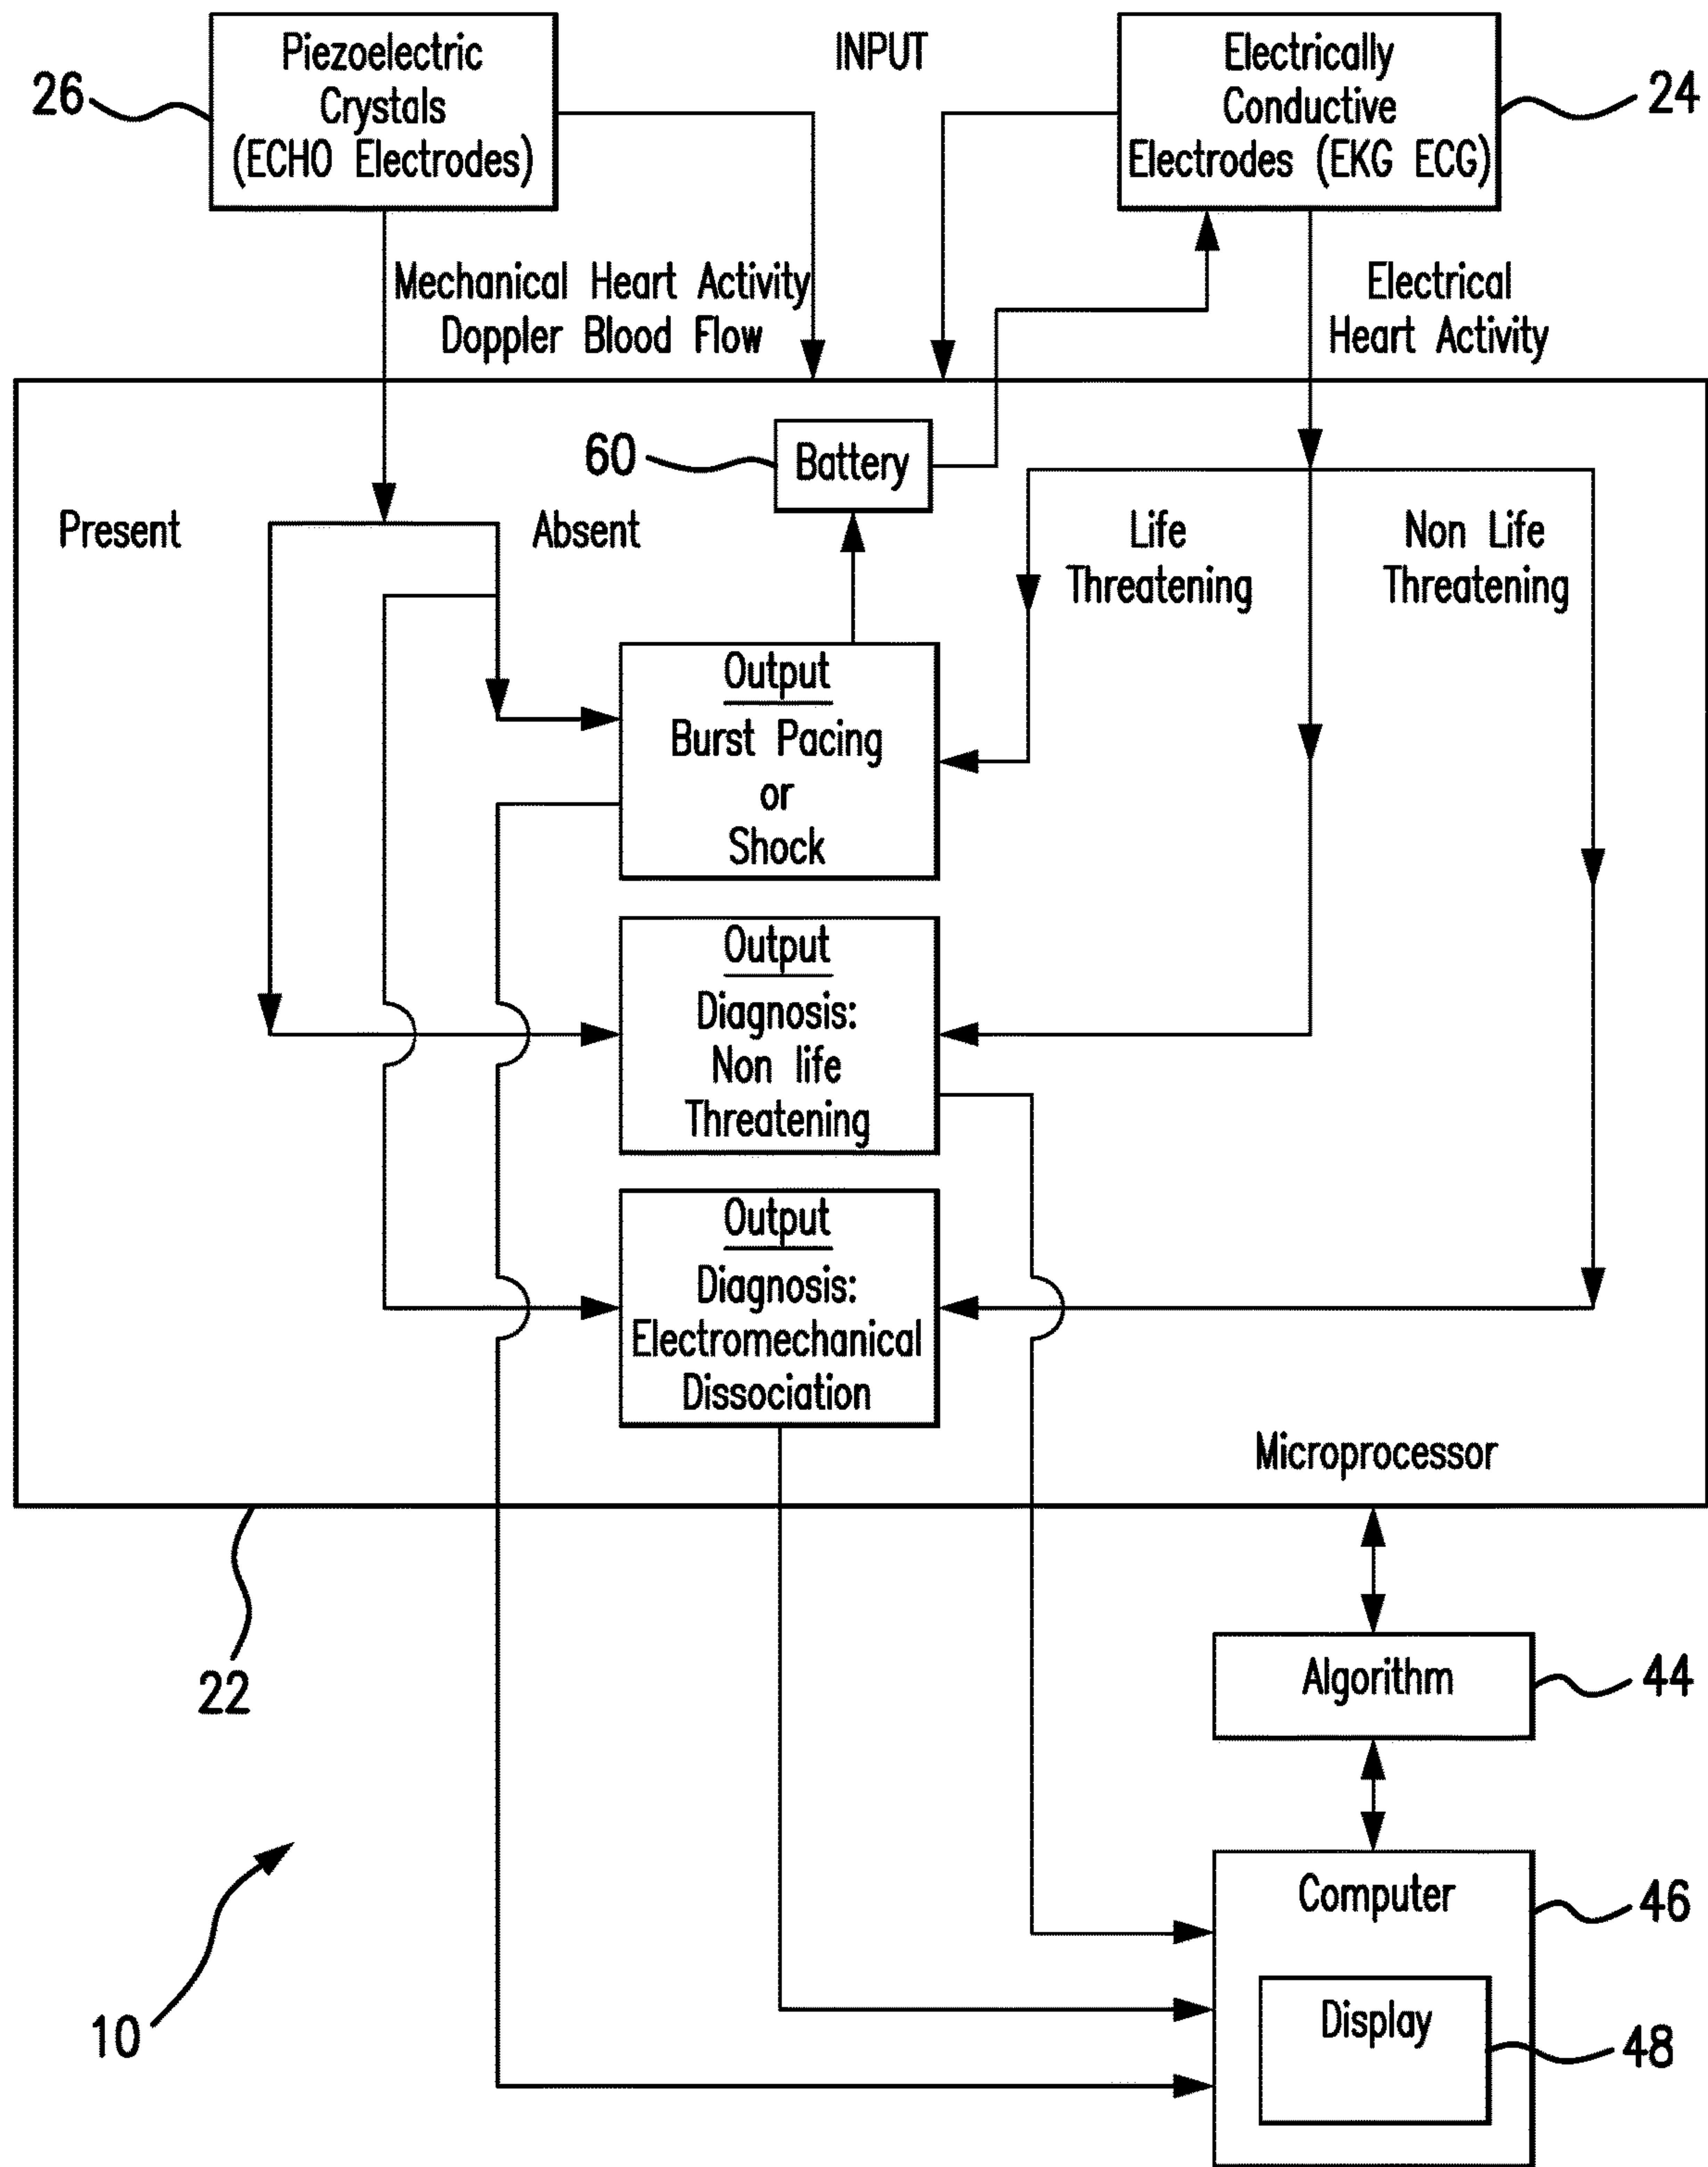 Piezoelectric
Crystals
(ECHO Electrodes)
26
INPUT
Electrically
Conductive
Electrodes (EKG ECG)
24
Mechanical Heart Activity
Doppler Blood Flow
Electrical
Heart Activity
60
Battery
Present
Absent
Life
Threatening
Non Life
Threatening
Output
Burst Pacing
or
Shock
Output
Diagnosis:
Non life
Threatening
Output
Diagnosis:
Electromechanical
Dissociation
Microprocessor
22
Algorithm
44
Computer
46
Display
48
10